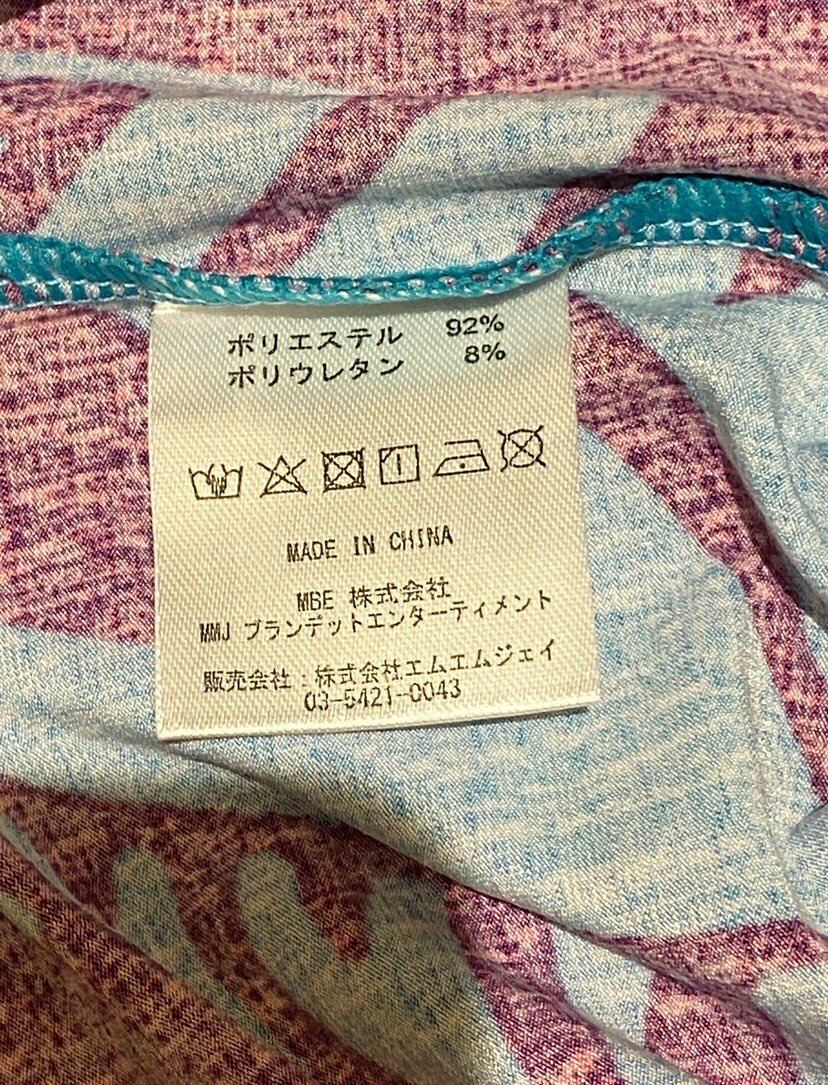 ポリエステル 92%
ポリウレタン 8%
MADE IN CHINA
MBE 株式会社
MMJ ブランデットエンターティメント
販売会社：株式会社エムエムジェイ
03-5421-0043